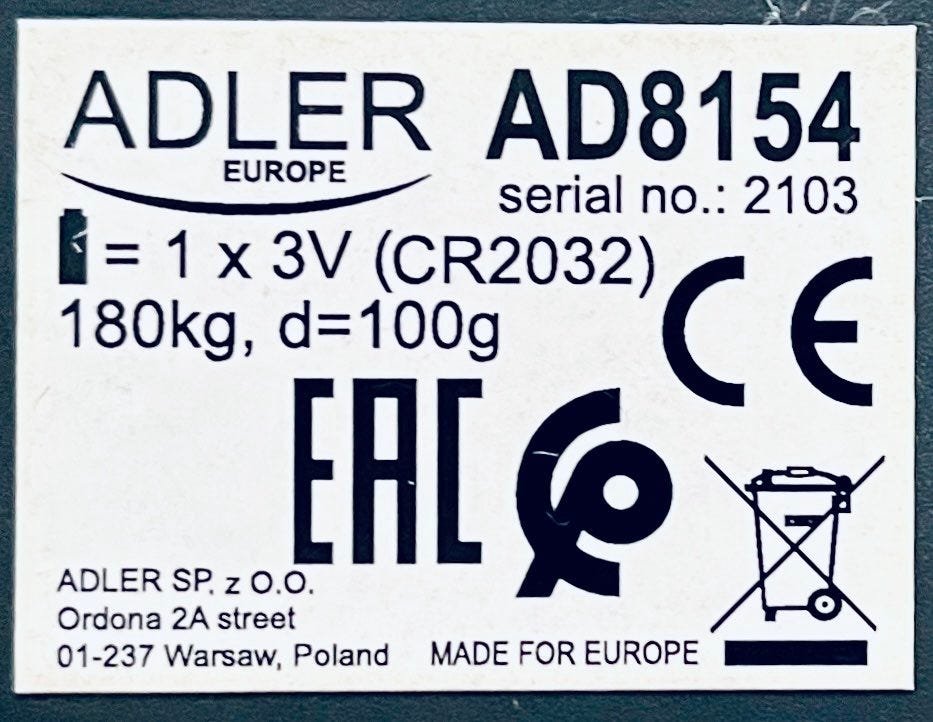 ADLER
EUROPE
AD8154
serial no.: 2103
= 1 x 3V (CR2032)
180kg, d=100g
CE
EAC
ADLER SP. z O.O.
Ordona 2A street
01-237 Warsaw, Poland
MADE FOR EUROPE